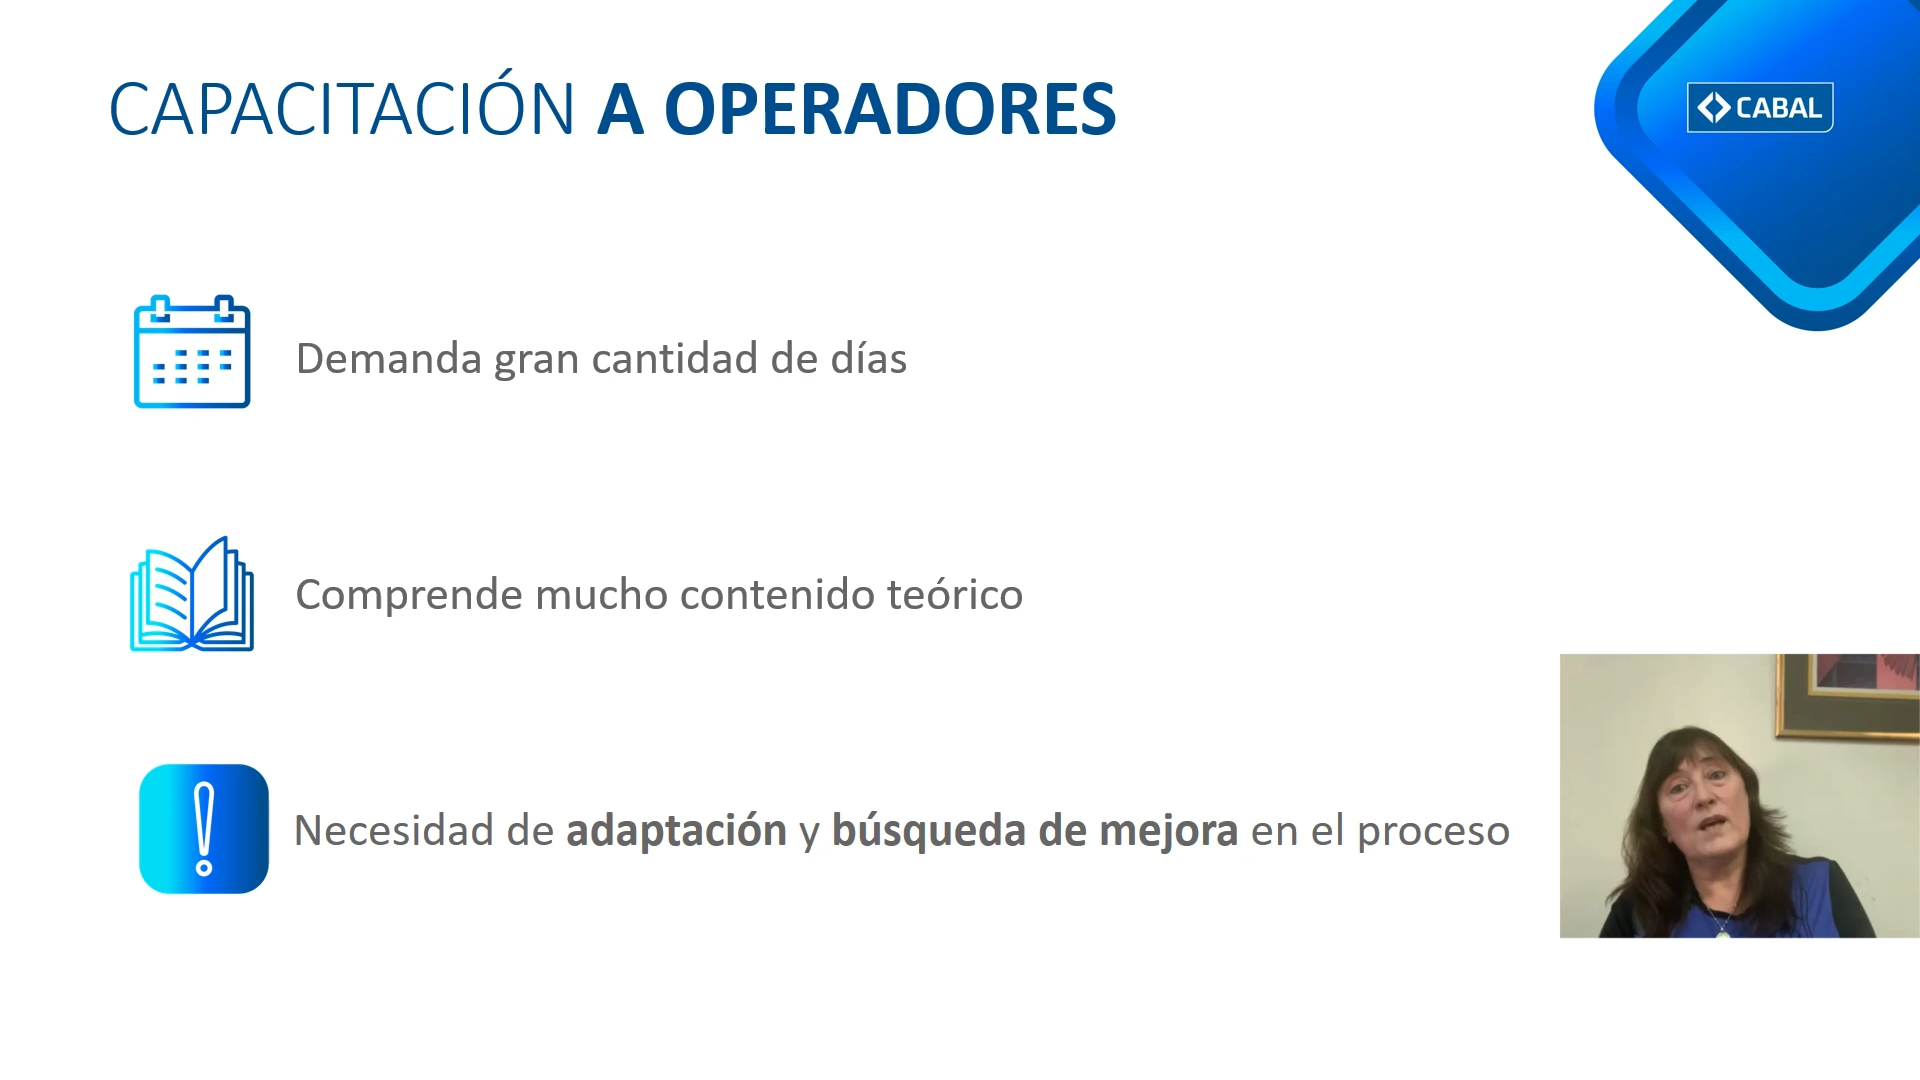 CAPACITACIÓN A OPERADORES
CABAL
Demanda gran cantidad de días
Comprende mucho contenido teórico
Necesidad de adaptación y búsqueda de mejora en el proceso